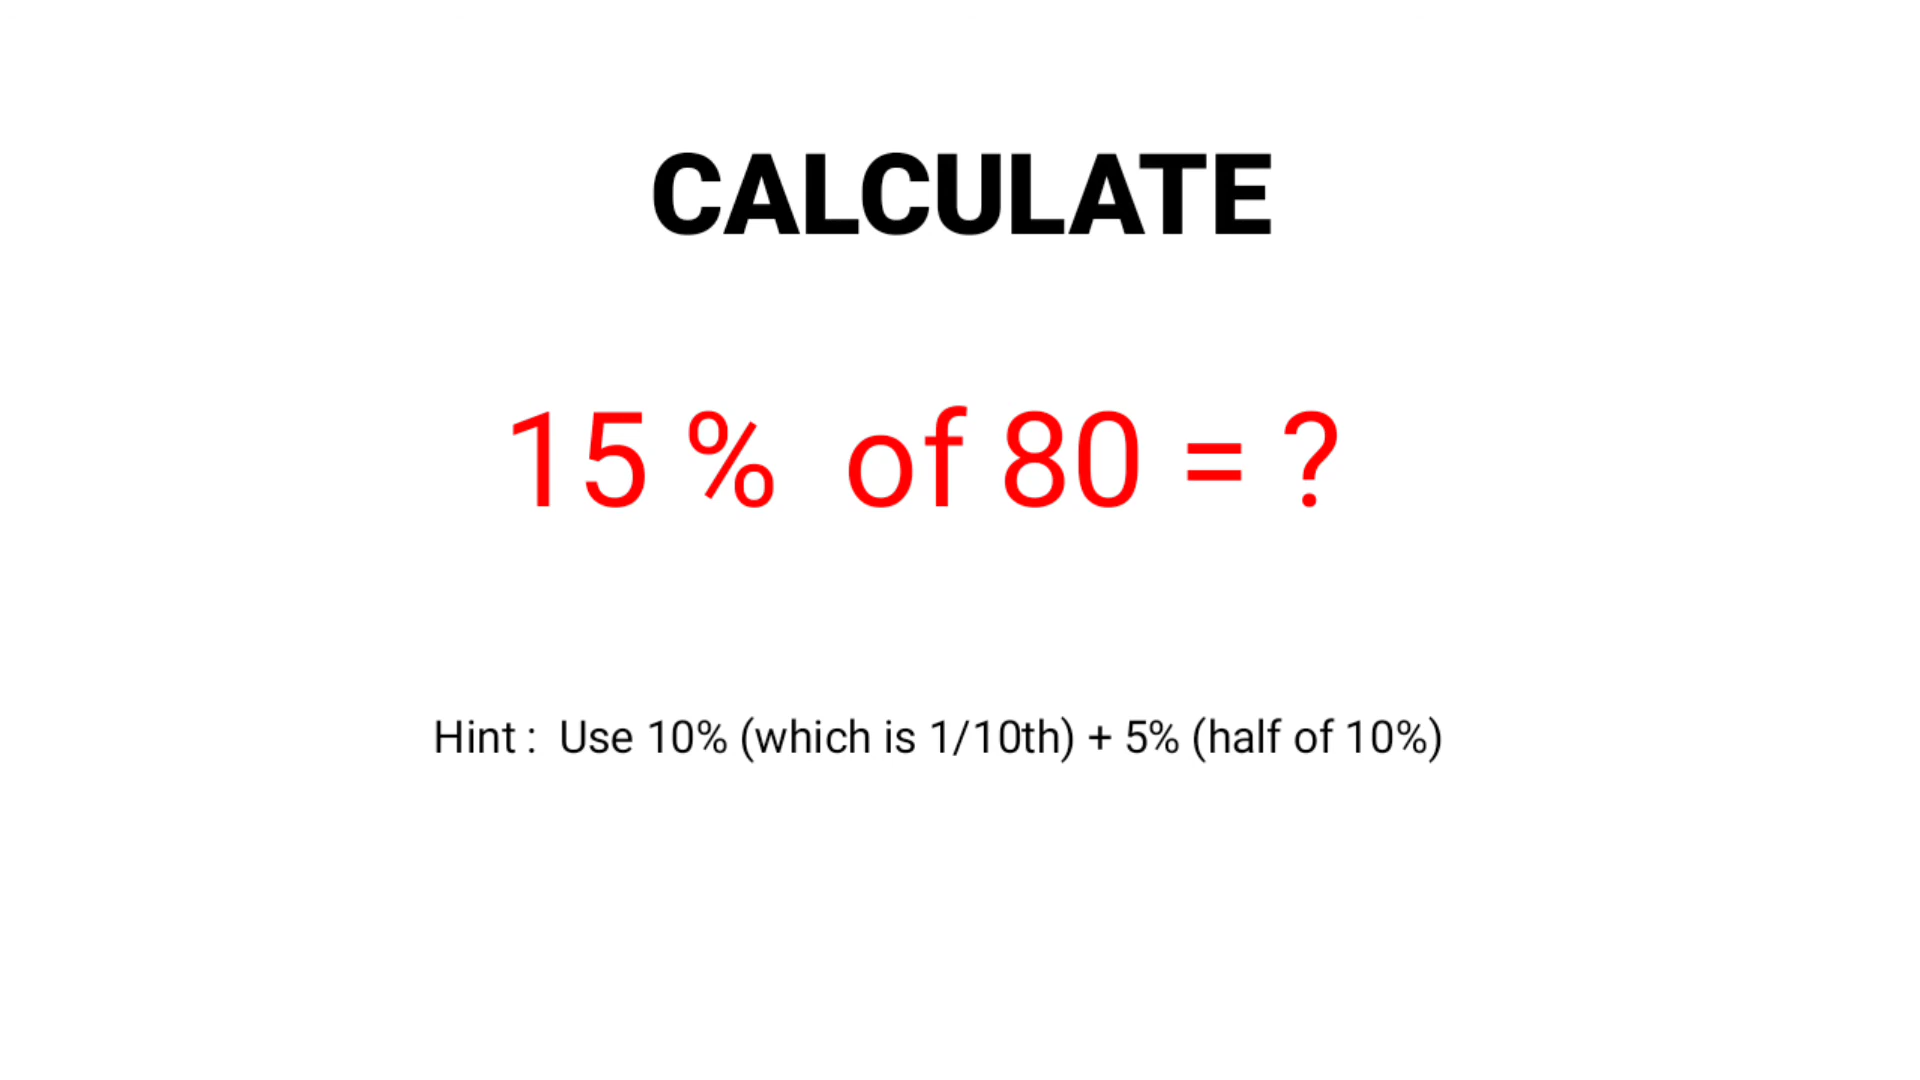 CALCULATE
15 % of 80 = ?
Hint : Use 10% (which is 1/10th) + 5% (half of 10%)